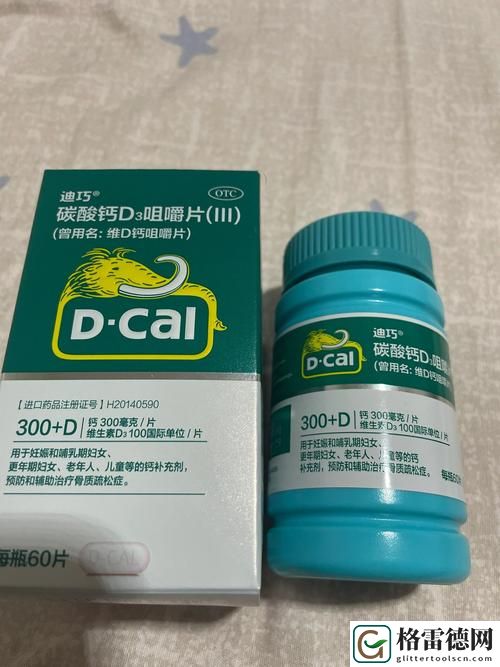 迪巧®
OTC
碳酸钙D₃咀嚼片(III)
(曾用名: 维D钙咀嚼片)
D·Cal
【进口药品注册证号】H20140590
300+D
钙 300毫克/片
维生素D₃ 100国际单位/片
用于妊娠和哺乳期妇女、
更年期妇女、老年人、儿童等的钙
补充剂，
预防和辅助治疗骨质疏松症。
每瓶60片
D-CAL
迪巧®
碳酸钙D₃咀嚼
(曾用名: 维D钙咀嚼片
D·Cal
300+D
钙 300毫克/片
维生素D₃ 100国际单位/片
用于妊娠和哺乳期妇女、
更年期妇女、老年人、儿童等的钙
补充剂，预防和辅助治疗骨质疏松症。
每瓶60片
格雷德网
glittertoolscn.com